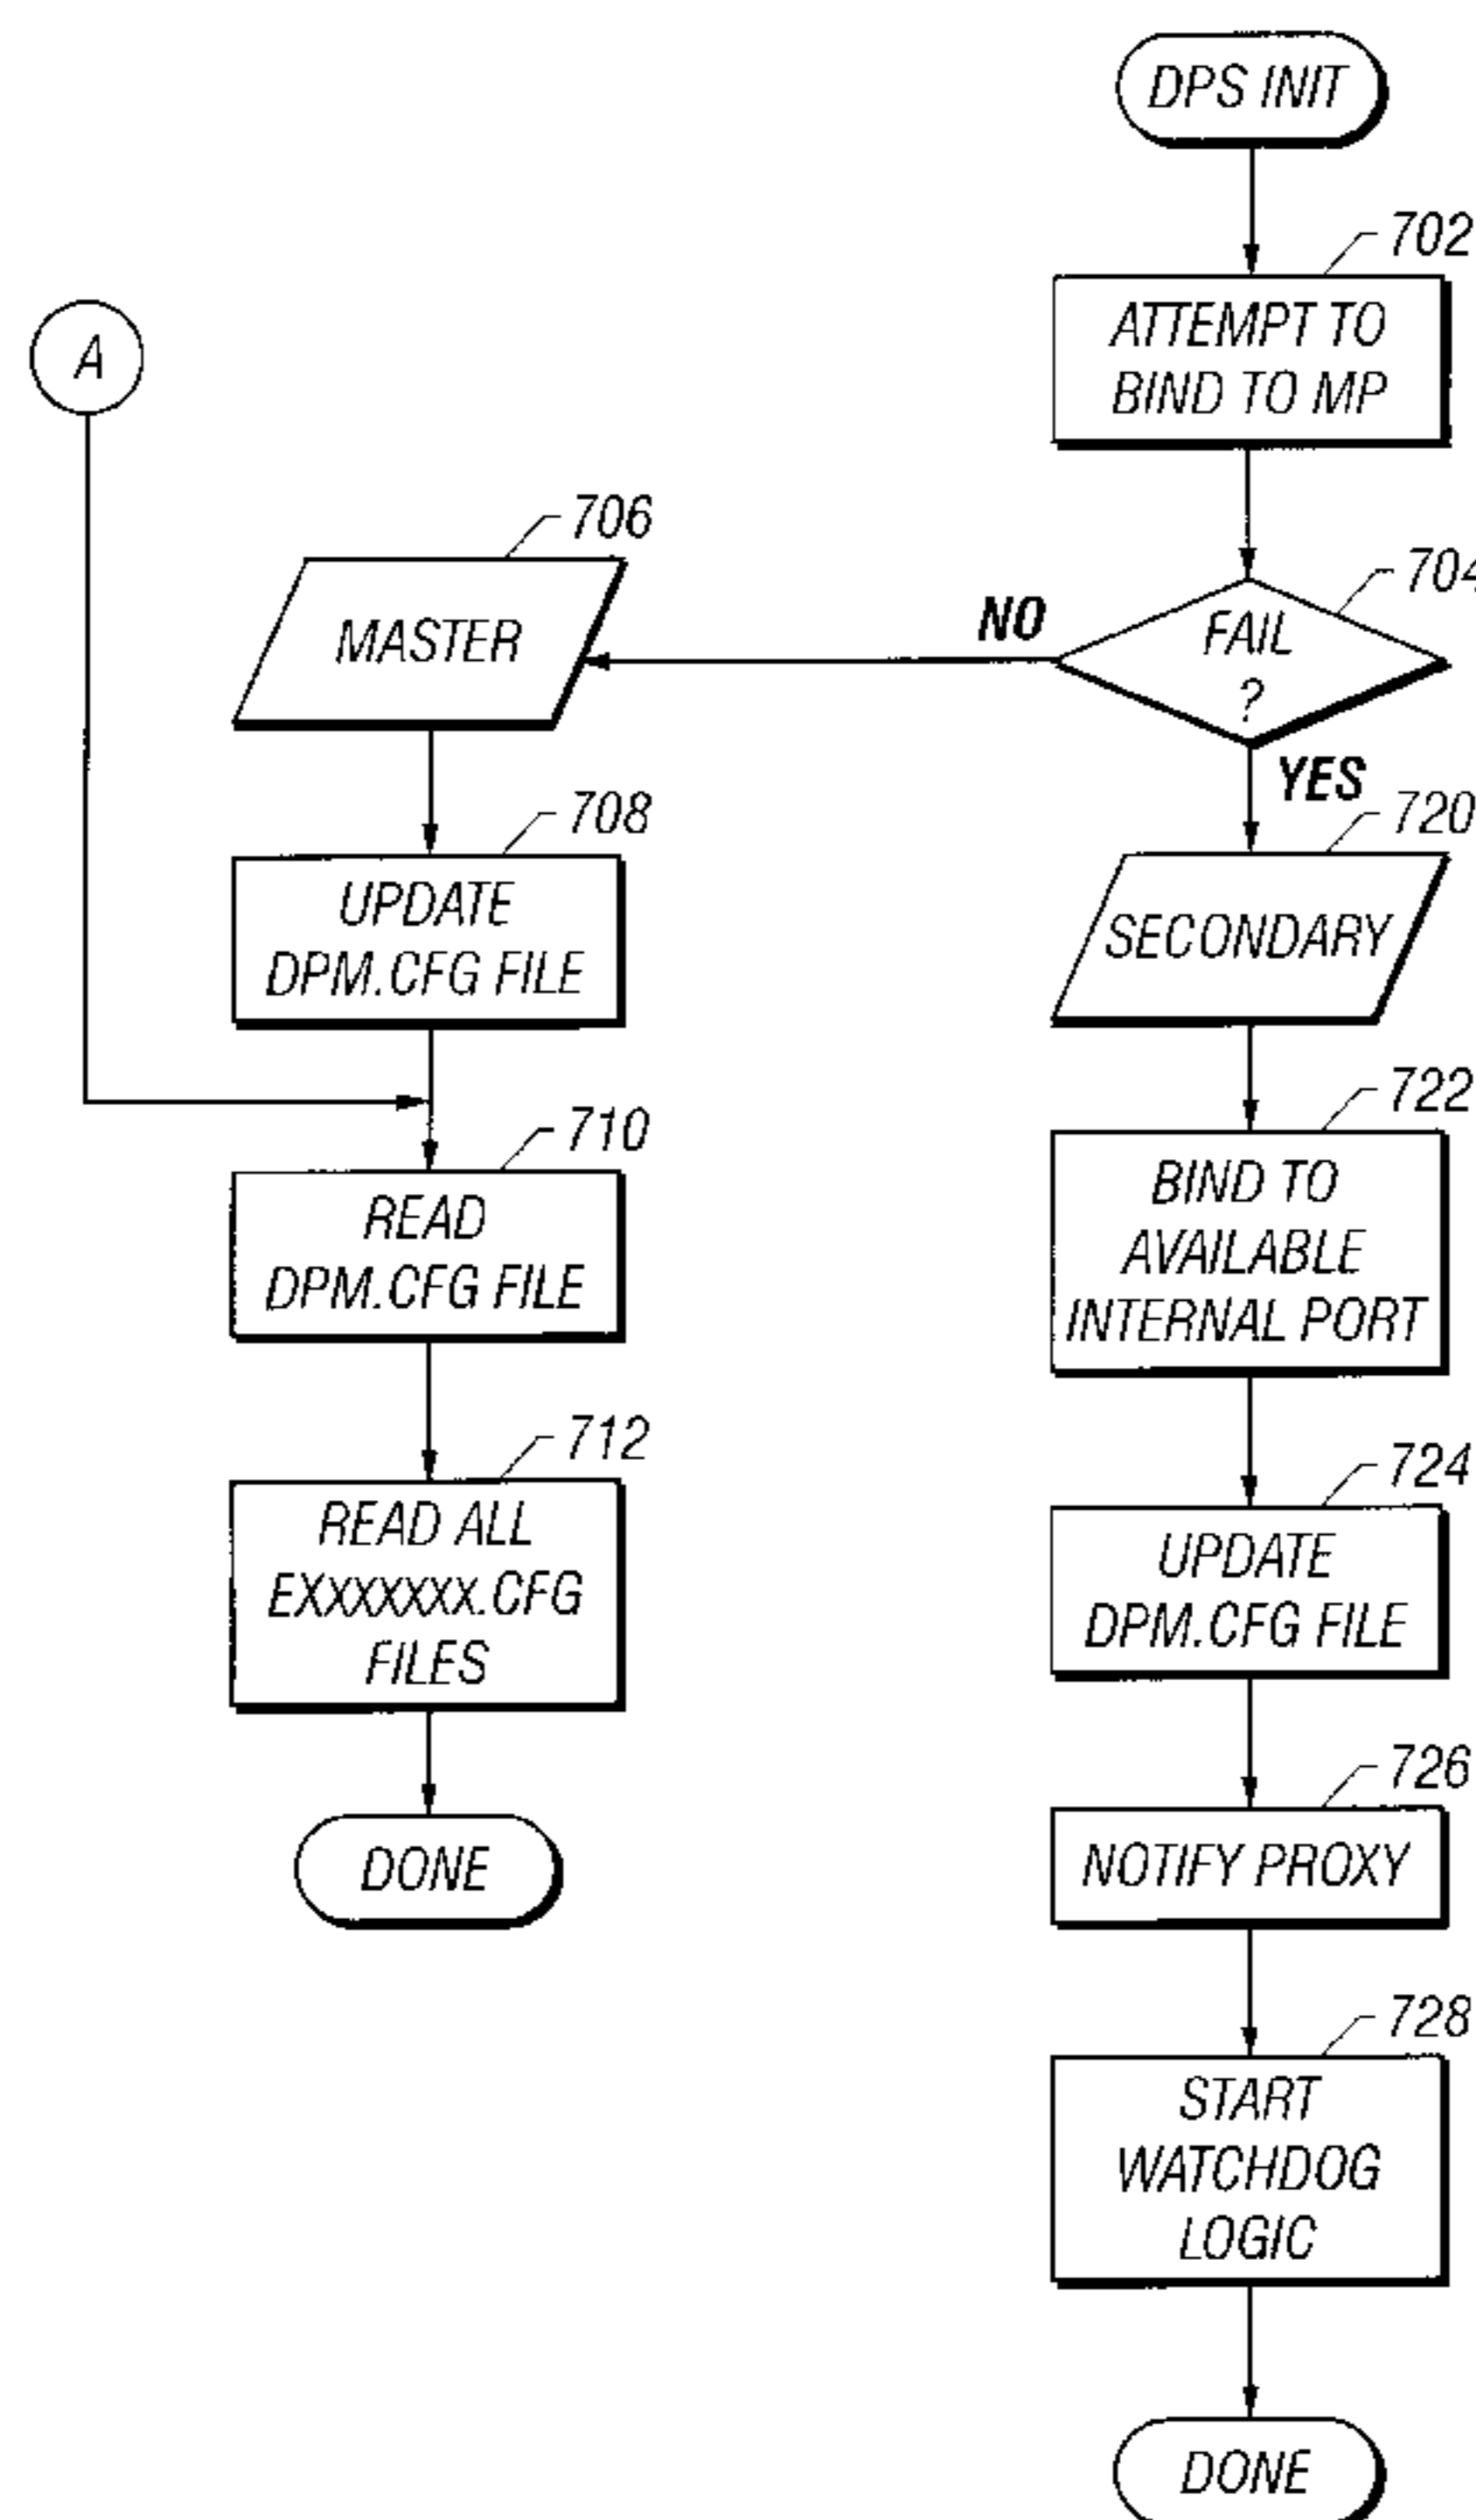 DPS INIT
702
ATTEMPT TO
BIND TO MP
A
706
MASTER
NO
704
FAIL
?
YES
708
UPDATE
DPM.CFG FILE
720
SECONDARY
710
READ
DPM.CFG FILE
722
BIND TO
AVAILABLE
INTERNAL PORT
712
READ ALL
EXXXXXXX.CFG
FILES
724
UPDATE
DPM.CFG FILE
DONE
726
NOTIFY PROXY
728
START
WATCHDOG
LOGIC
DONE